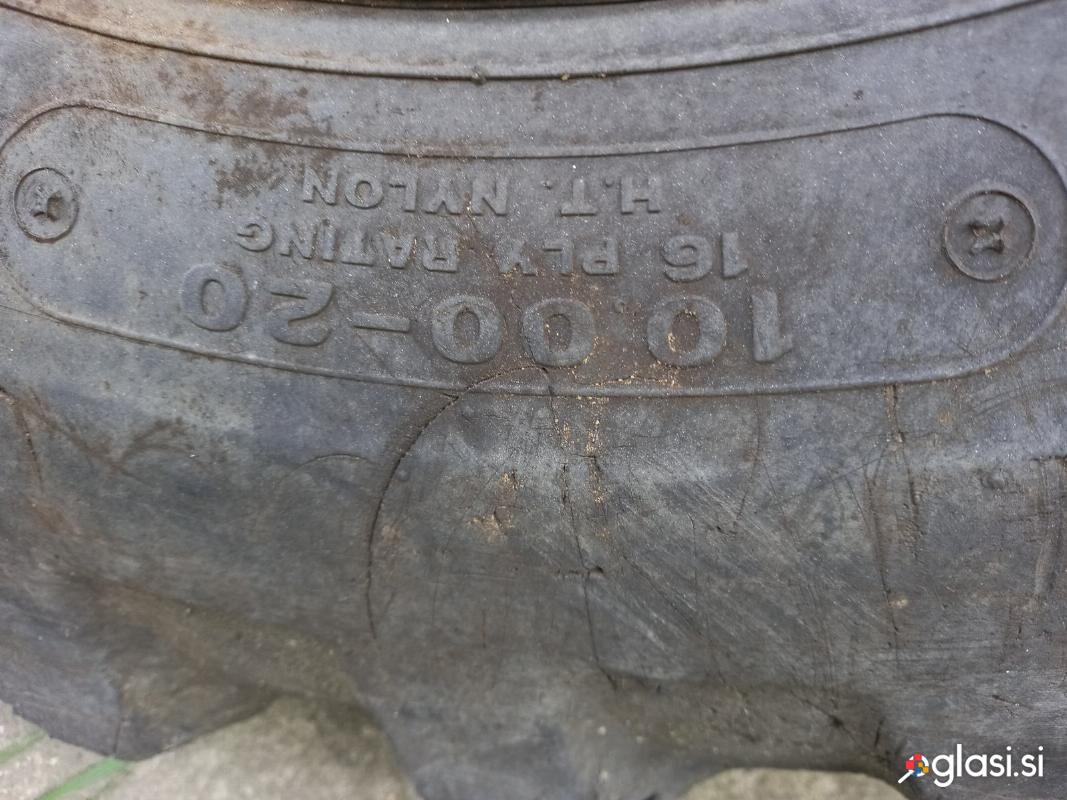 10.00-20
16 PLY RATING
H.T. NYLON
oglasi.si